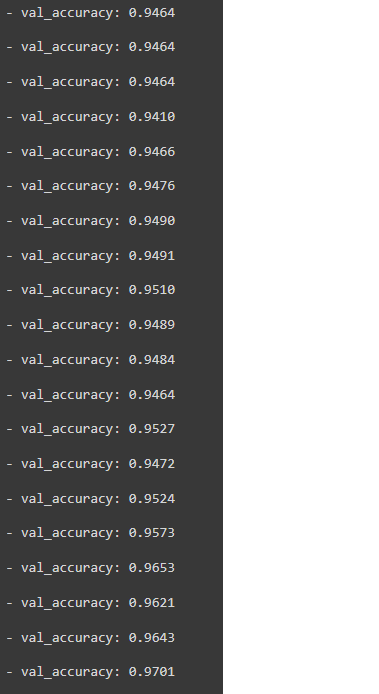 - val_accuracy: 0.9464
- val_accuracy: 0.9464
- val_accuracy: 0.9464
- val_accuracy: 0.9410
- val_accuracy: 0.9466
- val_accuracy: 0.9476
- val_accuracy: 0.9490
- val_accuracy: 0.9491
- val_accuracy: 0.9510
- val_accuracy: 0.9489
- val_accuracy: 0.9484
- val_accuracy: 0.9464
- val_accuracy: 0.9527
- val_accuracy: 0.9472
- val_accuracy: 0.9524
- val_accuracy: 0.9573
- val_accuracy: 0.9653
- val_accuracy: 0.9621
- val_accuracy: 0.9643
- val_accuracy: 0.9701